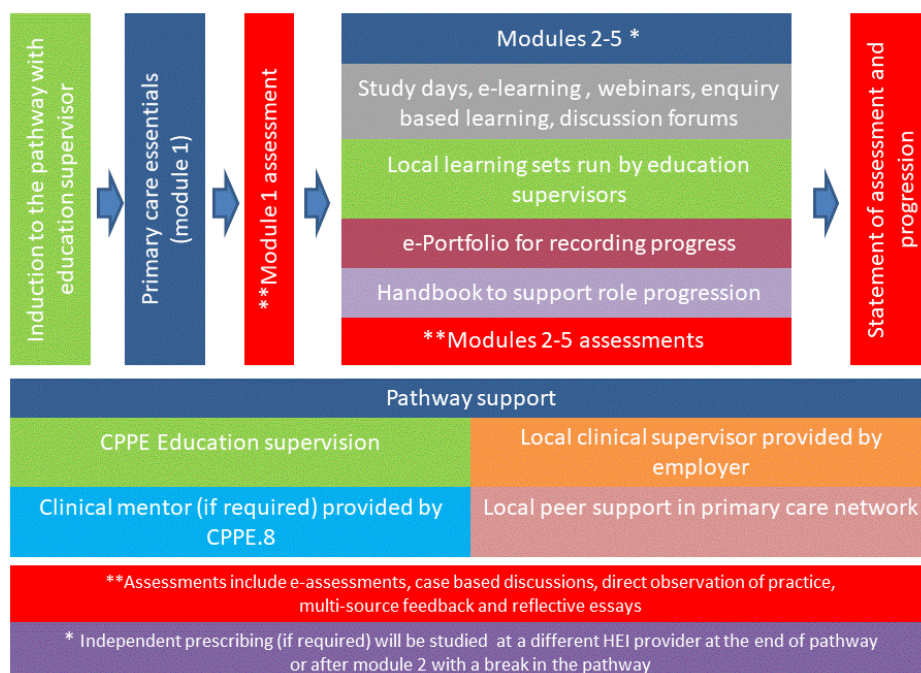 Induction to the pathway with
education supervisor
Primary care essentials
(module 1)
**Module 1 assessment
Modules 2-5 *
Study days, e-learning , webinars, enquiry
based learning, discussion forums
Local learning sets run by education
supervisors
e-Portfolio for recording progress
Handbook to support role progression
**Modules 2-5 assessments
Statement of assessment and
progression
Pathway support
CPPE Education supervision
Local clinical supervisor provided by
employer
Clinical mentor (if required) provided by
CPPE.8
Local peer support in primary care network
**Assessments include e-assessments, case based discussions, direct observation of practice,
multi-source feedback and reflective essays
* Independent prescribing (if required) will be studied at a different HEI provider at the end of pathway
or after module 2 with a break in the pathway